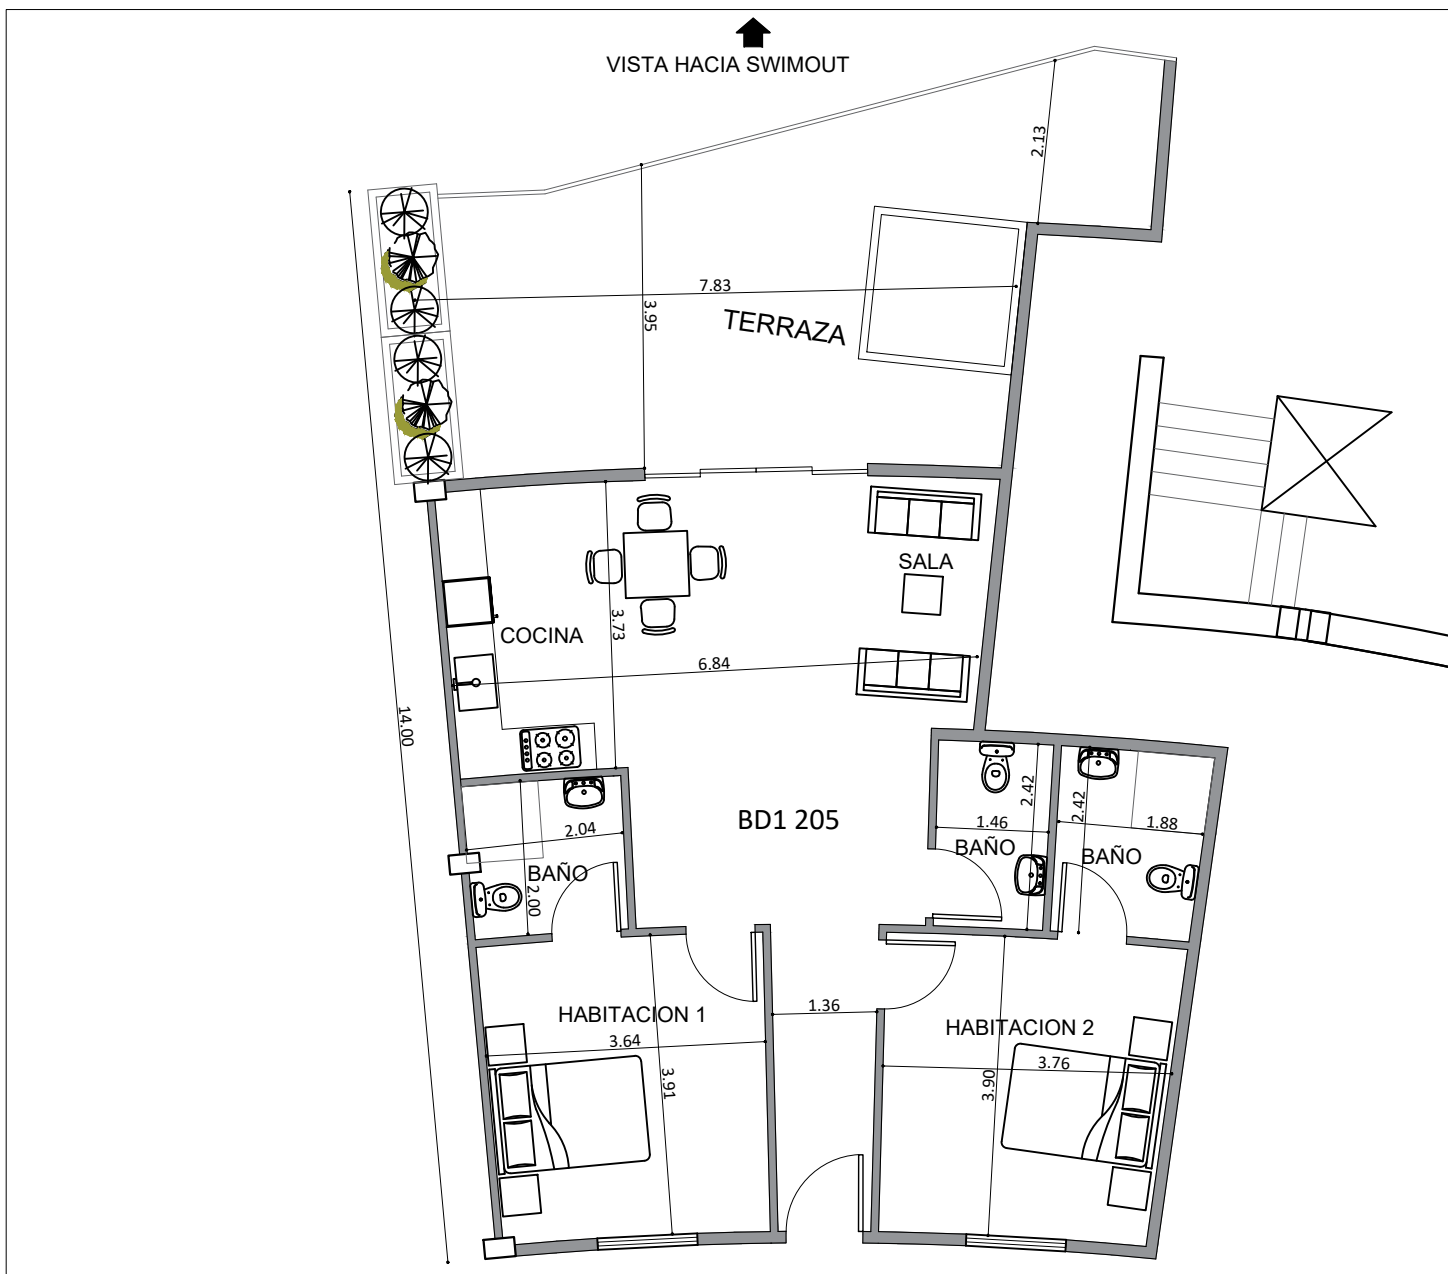 VISTA HACIA SWIMOUT
2.13
7.83
3.95
TERRAZA
SALA
3.73
COCINA
6.84
14.00
BD1 205
2.42
2.42
1.46
1.88
2.04
BAÑO
BAÑO
BAÑO
2.00
1.36
HABITACION 1
HABITACION 2
3.64
3.76
3.91
3.90